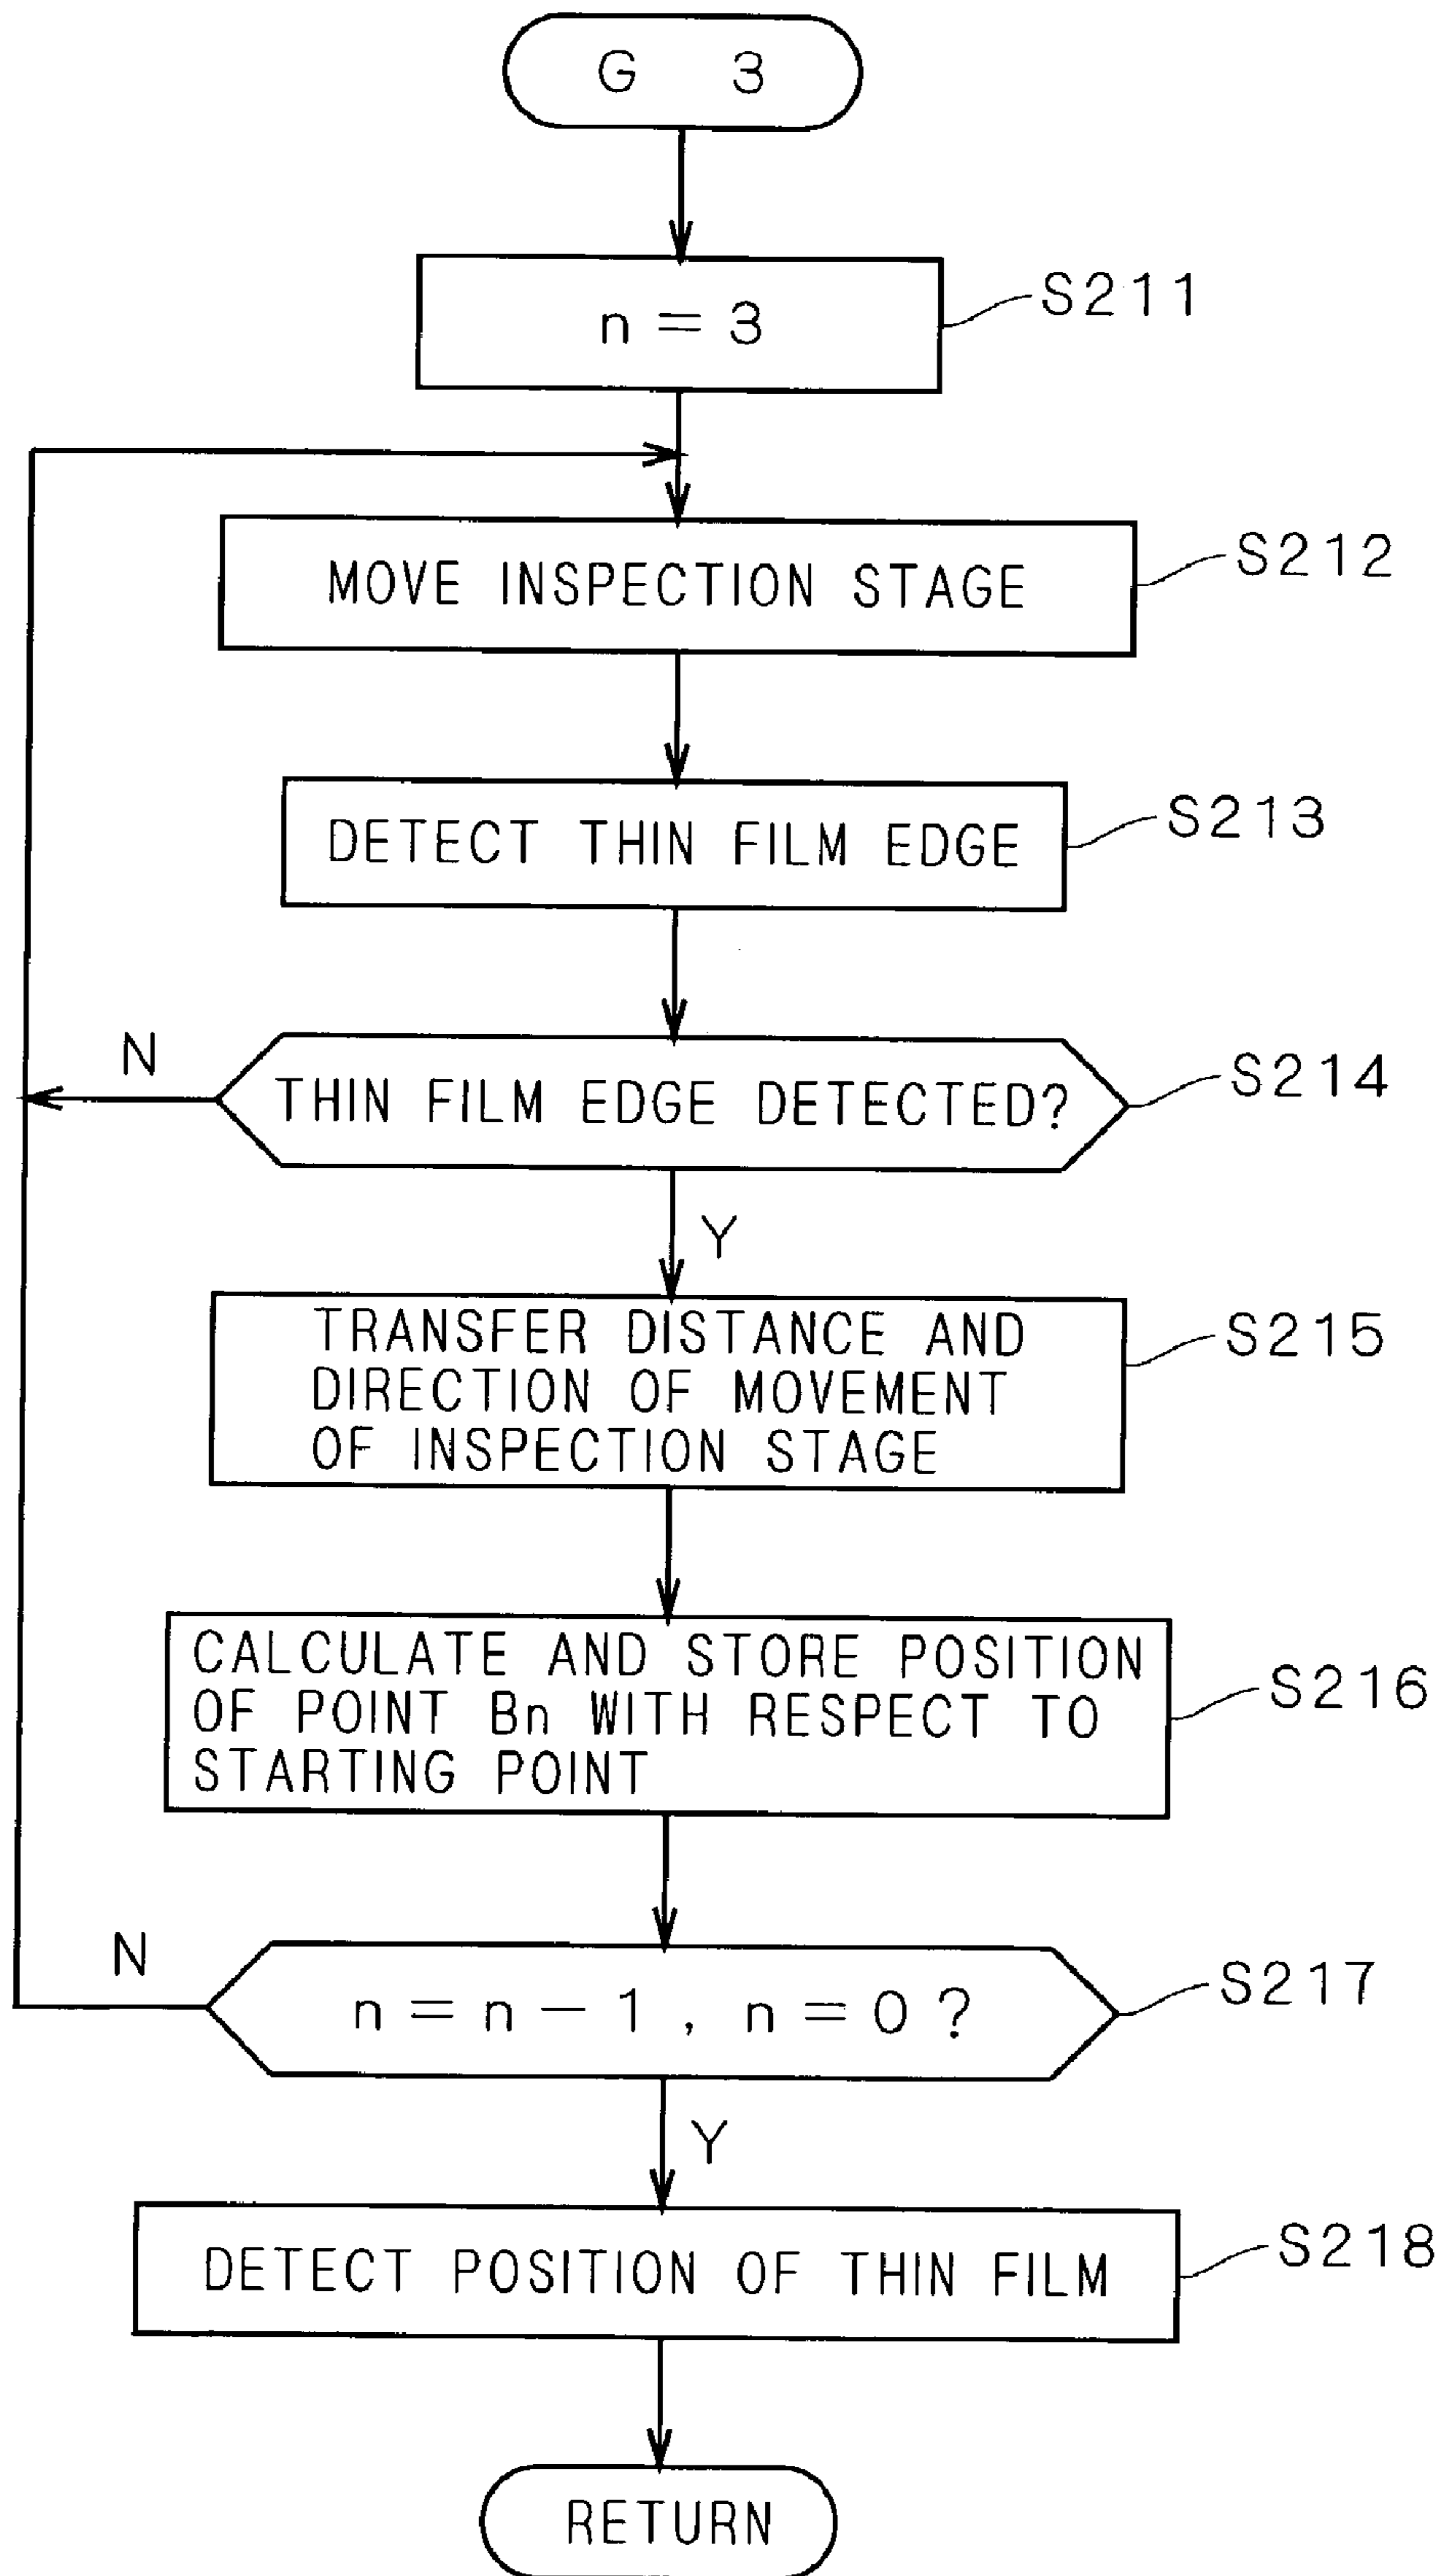 G 3
n = 3
S211
MOVE INSPECTION STAGE
S212
DETECT THIN FILM EDGE
S213
N
THIN FILM EDGE DETECTED?
S214
Y
TRANSFER DISTANCE AND
DIRECTION OF MOVEMENT
OF INSPECTION STAGE
S215
CALCULATE AND STORE POSITION
OF POINT Bn WITH RESPECT TO
STARTING POINT
S216
N
n = n - 1 , n = 0 ?
S217
Y
DETECT POSITION OF THIN FILM
S218
RETURN